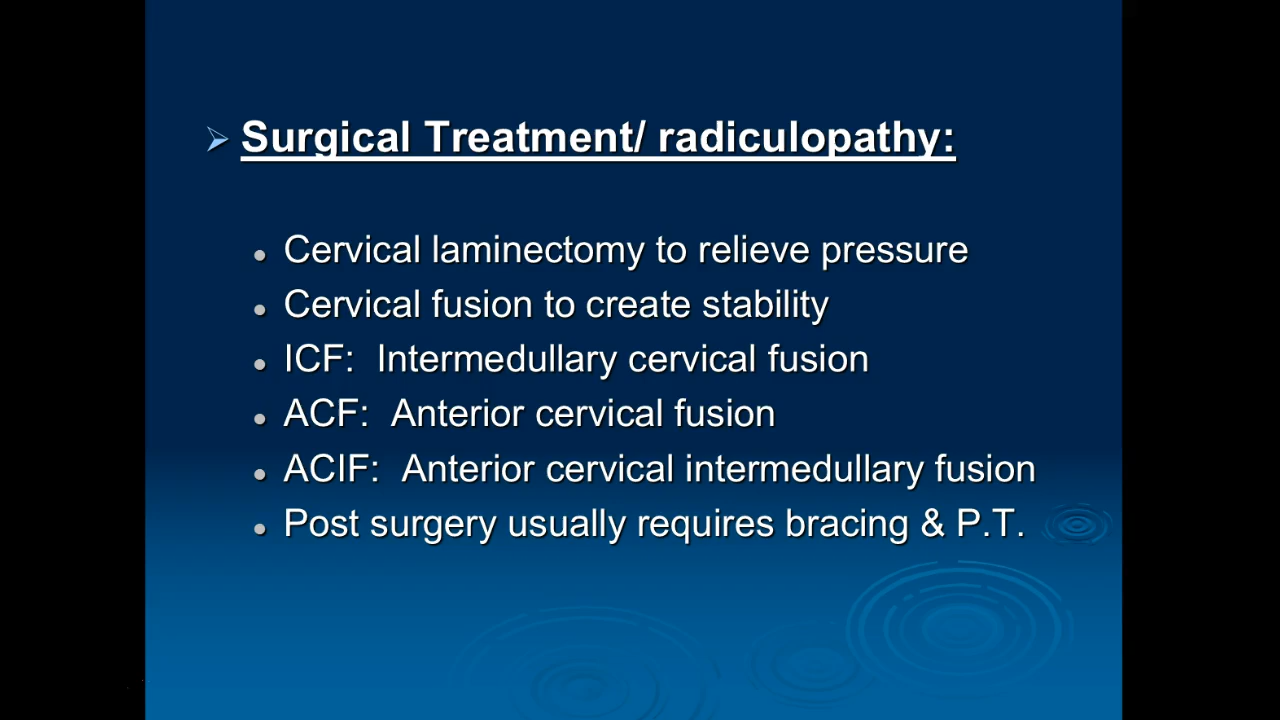 Surgical Treatment/ radiculopathy:
Cervical laminectomy to relieve pressure
Cervical fusion to create stability
ICF: Intermedullary cervical fusion
ACF: Anterior cervical fusion
ACIF: Anterior cervical intermedullary fusion
Post surgery usually requires bracing & P.T.